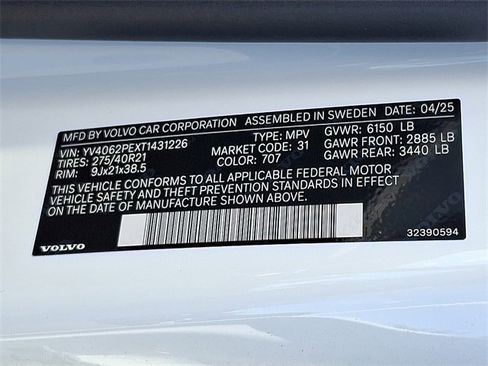 MFD BY VOLVO CAR CORPORATION ASSEMBLED IN SWEDEN DATE: 04/25
VIN: YV4062PEXT1431226 TYPE: MPV GVWR: 6150 LB
TIRES: 275/40R21 MARKET CODE: 31 GAWR FRONT: 2885 LB
RIM: 9Jx21x38.5 COLOR: 707 GAWR REAR: 3440 LB
THIS VEHICLE CONFORMS TO ALL APPLICABLE FEDERAL MOTOR
VEHICLE SAFETY AND THEFT PREVENTION STANDARDS IN EFFECT
ON THE DATE OF MANUFACTURE SHOWN ABOVE.
VOLVO 32390594